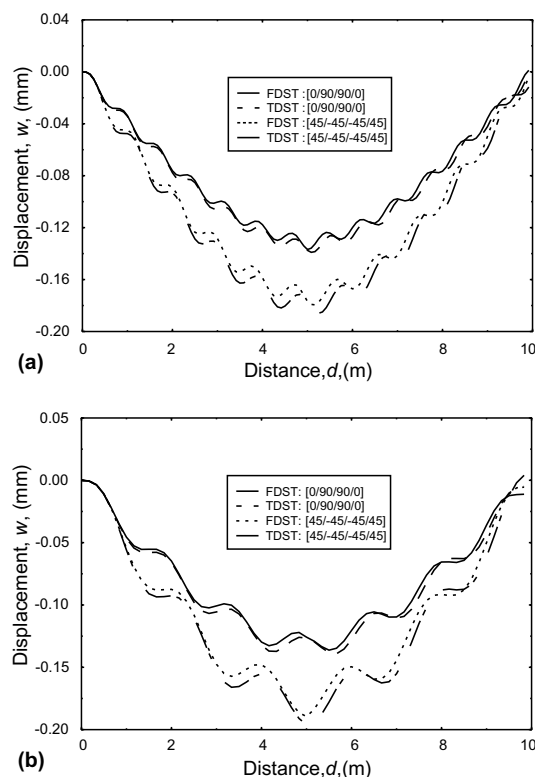 0.00
-0.04
-0.08
-0.12
-0.16
-0.20
Displacement, w, (mm)
FDST : [0/90/90/0]
TDST : [0/90/90/0]
FDST : [45/-45/-45/45]
TDST : [45/-45/-45/45]
0 2 4 6 8 10
Distance,d,(m)
(a)
0.05
0.00
-0.05
-0.10
-0.15
-0.20
Displacement, w, (mm)
FDST: [0/90/90/0]
TDST: [0/90/90/0]
FDST: [45/-45/-45/45]
TDST: [45/-45/-45/45]
0 2 4 6 8 10
Distance,d,(m)
(b)